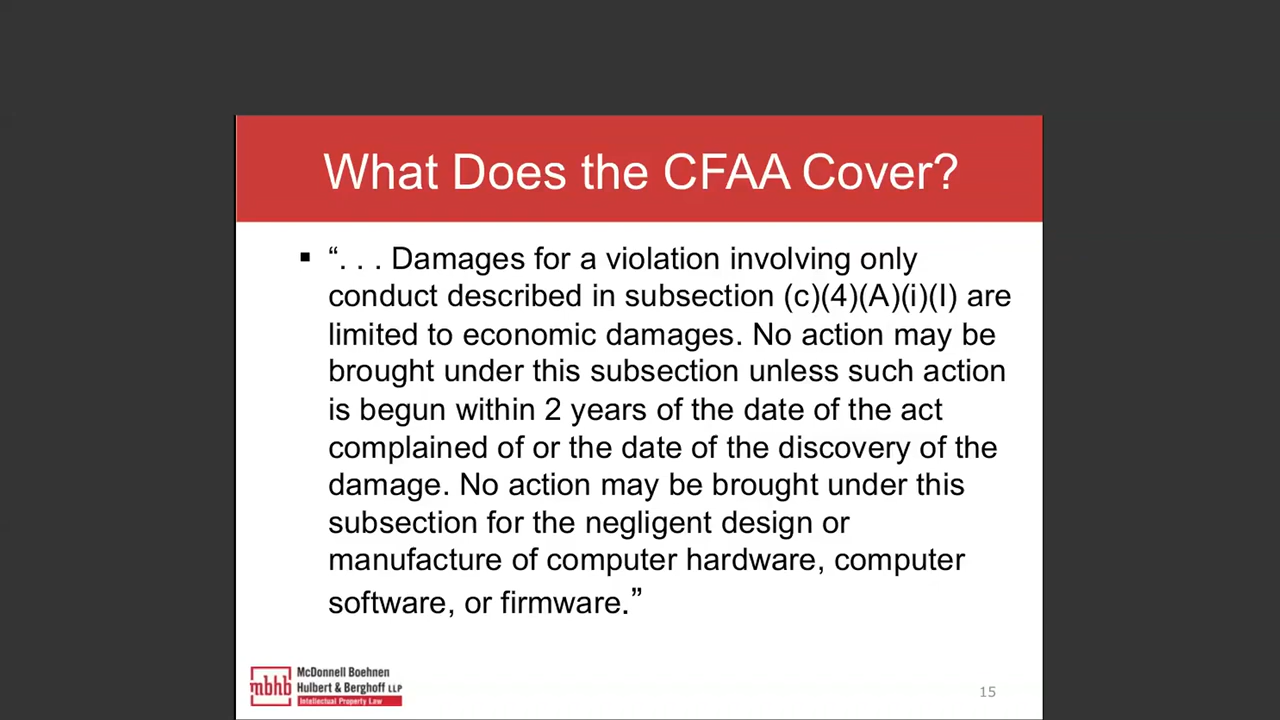 What Does the CFAA Cover?
▪ “. . . Damages for a violation involving only
conduct described in subsection (c)(4)(A)(i)(I) are
limited to economic damages. No action may be
brought under this subsection unless such action
is begun within 2 years of the date of the act
complained of or the date of the discovery of the
damage. No action may be brought under this
subsection for the negligent design or
manufacture of computer hardware, computer
software, or firmware.”
mbhb
McDonnell Boehnen
Hulbert & Berghoff LLP
Intellectual Property Law
15